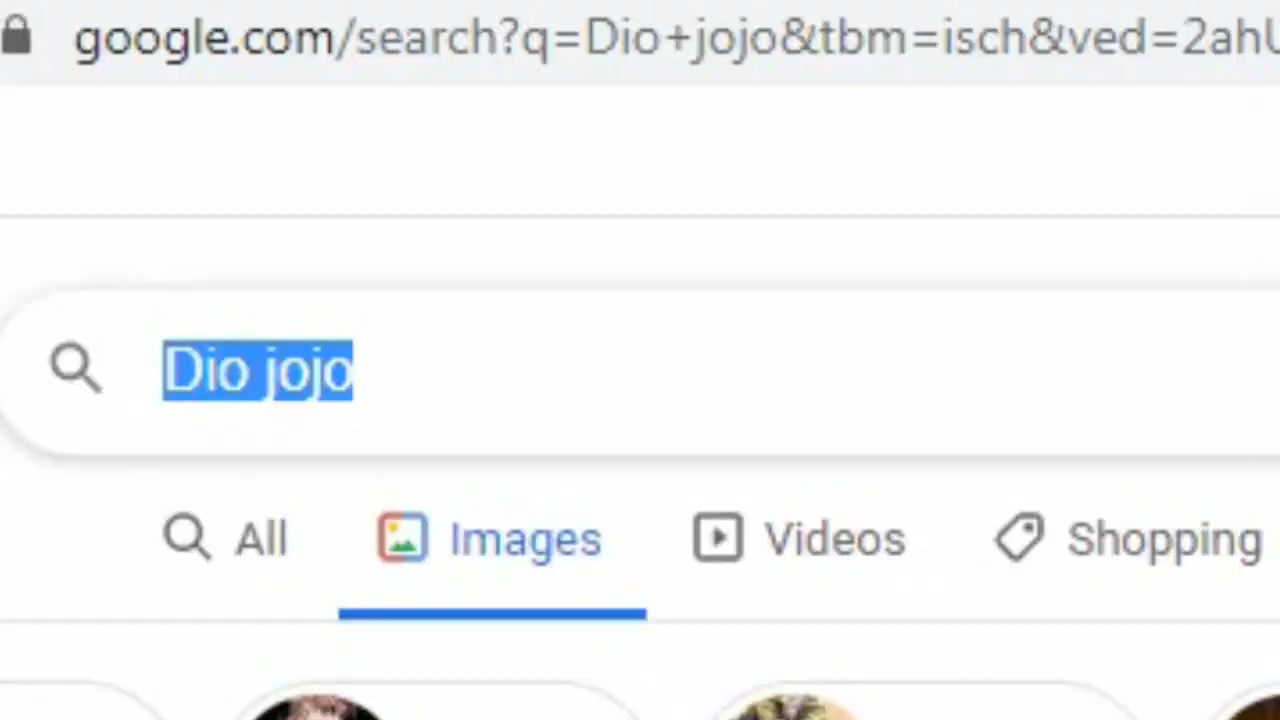 google.com/search?q=Dio+jojo&tbm=isch&ved=2ahU
Dio jojo
All Images Videos Shopping